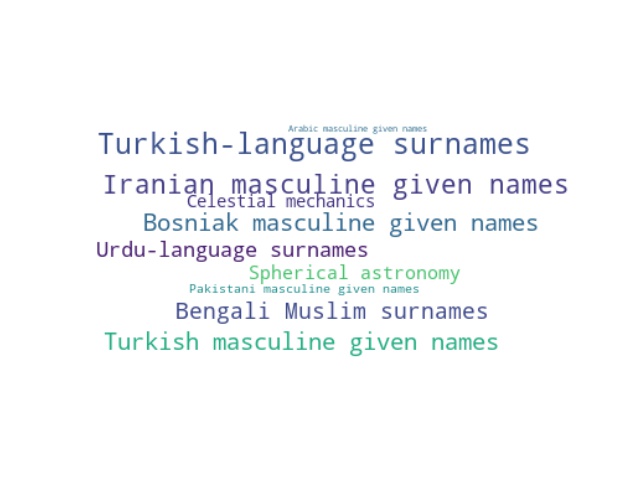 Arabic masculine given names
Turkish-language surnames
Iranian masculine given names
Celestial mechanics
Bosniak masculine given names
Urdu-language surnames
Spherical astronomy
Pakistani masculine given names
Bengali Muslim surnames
Turkish masculine given names